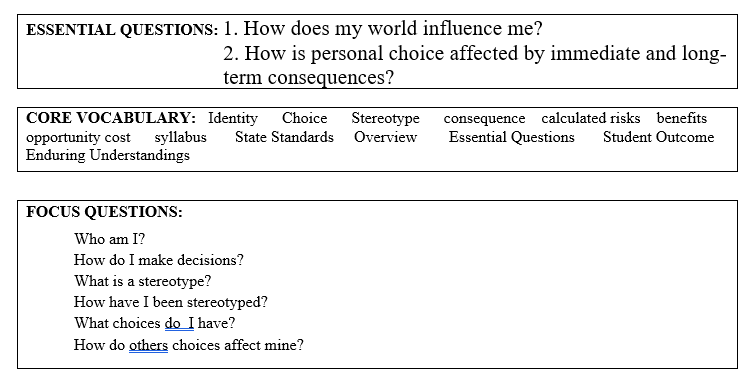 ESSENTIAL QUESTIONS: 1. How does my world influence me?
2. How is personal choice affected by immediate and long-
term consequences?
CORE VOCABULARY: Identity Choice Stereotype consequence calculated risks benefits
opportunity cost syllabus State Standards Overview Essential Questions Student Outcome
Enduring Understandings
FOCUS QUESTIONS:
Who am I?
How do I make decisions?
What is a stereotype?
How have I been stereotyped?
What choices do I have?
How do others choices affect mine?